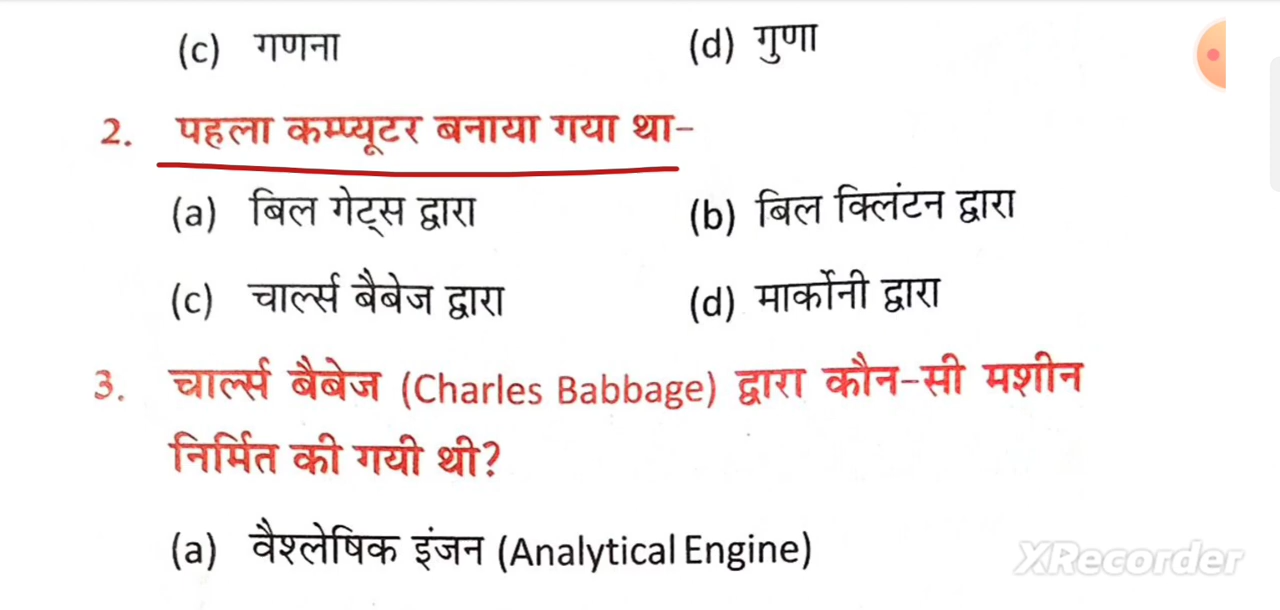 (c) गणना (d) गुणा
2. पहला कम्प्यूटर बनाया गया था-
(a) बिल गेट्स द्वारा (b) बिल क्लिंटन द्वारा
(c) चार्ल्स बैबेज द्वारा (d) मार्कोनी द्वारा
3. चार्ल्स बैबेज (Charles Babbage) द्वारा कौन-सी मशीन
निर्मित की गयी थी?
(a) वैश्लेषिक इंजन (Analytical Engine)
XRecorder